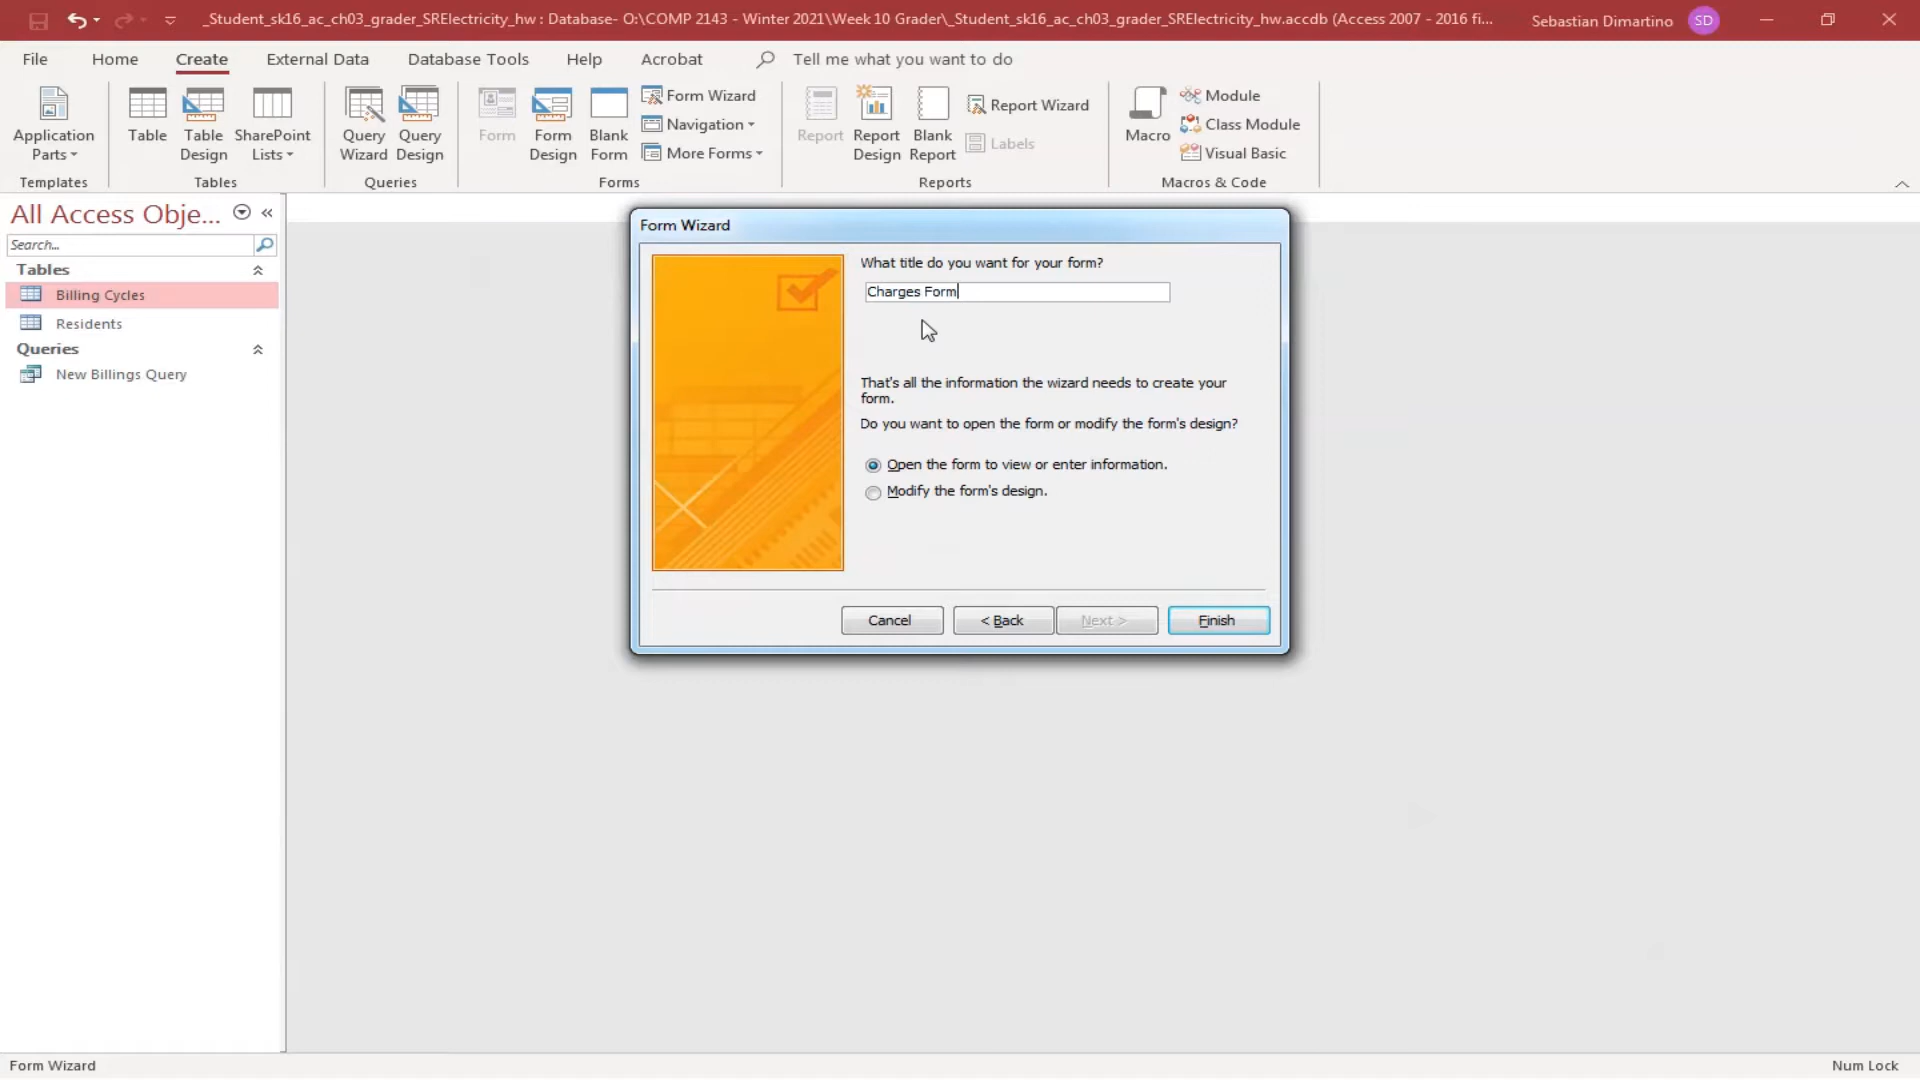 _Student_sk16_ac_ch03_grader_SRElectricity_hw : Database- O:\COMP 2143 - Winter 2021\Week 10 Grader\_Student_sk16_ac_ch03_grader_SRElectricity_hw.accdb (Access 2007 - 2016 fi... Sebastian Dimartino SD
File Home Create External Data Database Tools Help Acrobat Tell me what you want to do
Application Parts
Table
Table Design
SharePoint Lists
Query Wizard
Query Design
Form
Form Design
Blank Form
Form Wizard
Navigation
More Forms
Report
Report Design
Blank Report
Report Wizard
Labels
Macro
Module
Class Module
Visual Basic
Templates Tables Queries Forms Reports Macros & Code
All Access Obje...
Search...
Tables
Billing Cycles
Residents
Queries
New Billings Query
Form Wizard
What title do you want for your form?
Charges Form
That's all the information the wizard needs to create your
form.
Do you want to open the form or modify the form's design?
Open the form to view or enter information.
Modify the form's design.
Cancel < Back Next > Finish
Form Wizard Num Lock